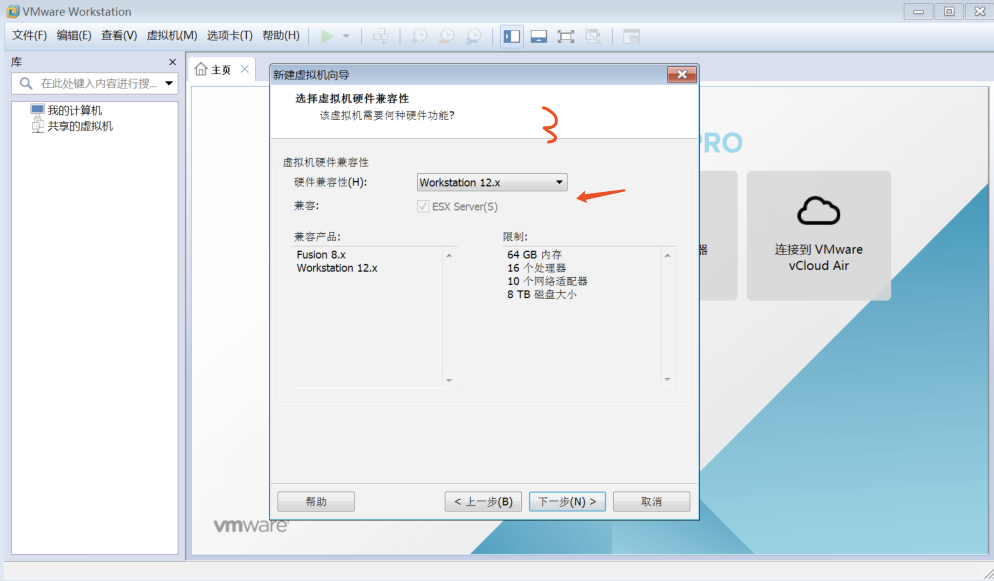 VMware Workstation
文件(F) 编辑(E) 查看(V) 虚拟机(M) 选项卡(T) 帮助(H)
库
在此处键入内容进行搜...
我的计算机
共享的虚拟机
主页
新建虚拟机向导
选择虚拟机硬件兼容性
该虚拟机需要何种硬件功能?
3
PRO
虚拟机硬件兼容性
硬件兼容性(H):
Workstation 12.x
兼容:
ESX Server(S)
兼容产品:
Fusion 8.x
Workstation 12.x
限制:
64 GB 内存
16 个处理器
10 个网络适配器
8 TB 磁盘大小
器
连接到 VMware
vCloud Air
帮助
< 上一步(B)
下一步(N) >
取消
vmware